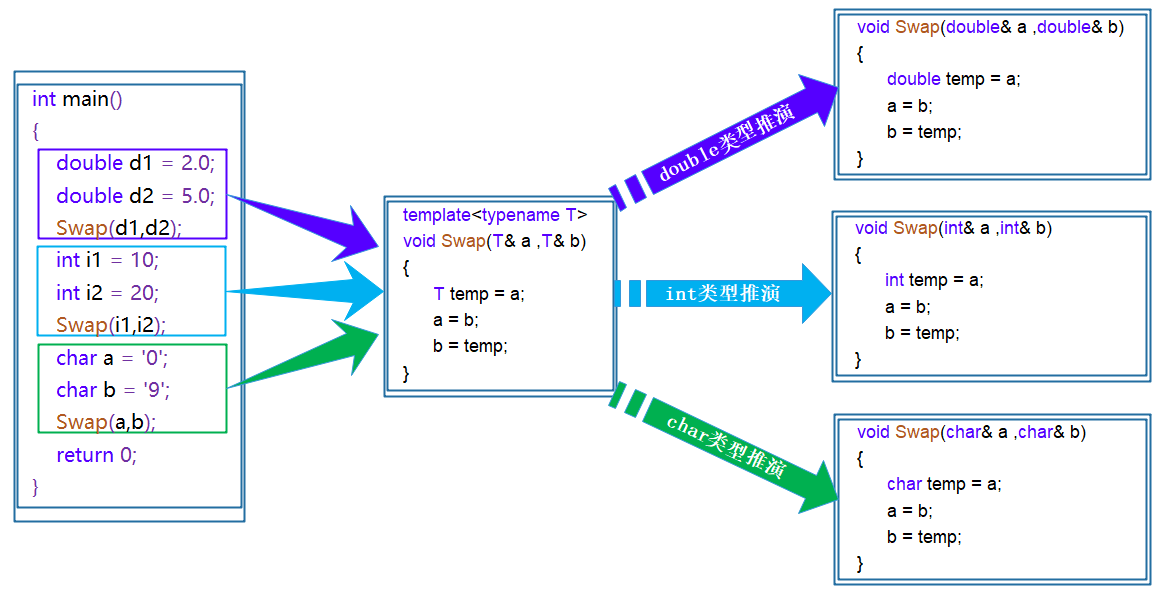 int main()
{
double d1 = 2.0;
double d2 = 5.0;
Swap(d1,d2);
int i1 = 10;
int i2 = 20;
Swap(i1,i2);
char a = '0';
char b = '9';
Swap(a,b);
return 0;
}
template<typename T>
void Swap(T& a ,T& b)
{
T temp = a;
a = b;
b = temp;
}
double类型推演
int类型推演
char类型推演
void Swap(double& a ,double& b)
{
double temp = a;
a = b;
b = temp;
}
void Swap(int& a ,int& b)
{
int temp = a;
a = b;
b = temp;
}
void Swap(char& a ,char& b)
{
char temp = a;
a = b;
b = temp;
}